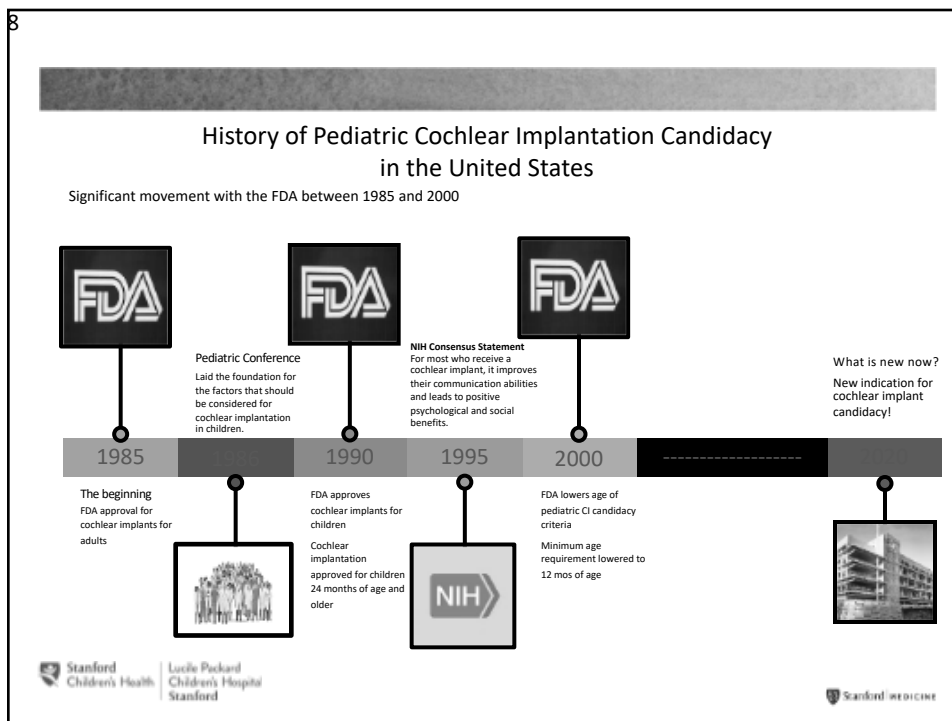 8
History of Pediatric Cochlear Implantation Candidacy
in the United States
Significant movement with the FDA between 1985 and 2000
FDA
FDA
FDA
Pediatric Conference
Laid the foundation for
the factors that should
be considered for
cochlear implantation
in children.
NIH Consensus Statement
For most who receive a
cochlear implant, it improves
their communication abilities
and leads to positive
psychological and social
benefits.
What is new now?
New indication for
cochlear implant
candidacy!
1985
1986
1990
1995
2000
-------------------
2020
The beginning
FDA approval for
cochlear implants for
adults
FDA approves
cochlear implants for
children
Cochlear
implantation
approved for children
24 months of age and
older
NIH
FDA lowers age of
pediatric CI candidacy
criteria
Minimum age
requirement lowered to
12 mos of age
Stanford
Children's Health
Lucile Packard
Children's Hospital
Stanford
Stanford MEDICINE